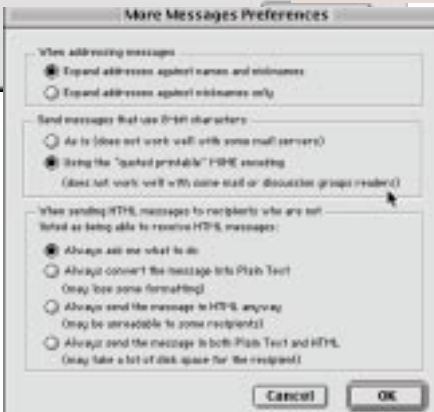 More Messages Preferences
When addressing messages
Expand addresses against names and nicknames
Expand addresses against nicknames only
Send messages that use 8-bit characters
As is (does not work well with some mail servers)
Using the "quoted printable" MIME encoding
(does not work well with some mail or discussion groups readers)
When sending HTML messages to recipients who are not
listed as being able to receive HTML messages:
Always ask me what to do
Always convert the message into Plain Text
(may lose some formatting)
Always send the message in HTML anyway
(may be unreadable to some recipients)
Always send the message in both Plain Text and HTML
(may take a lot of disk space for the recipient)
Cancel OK